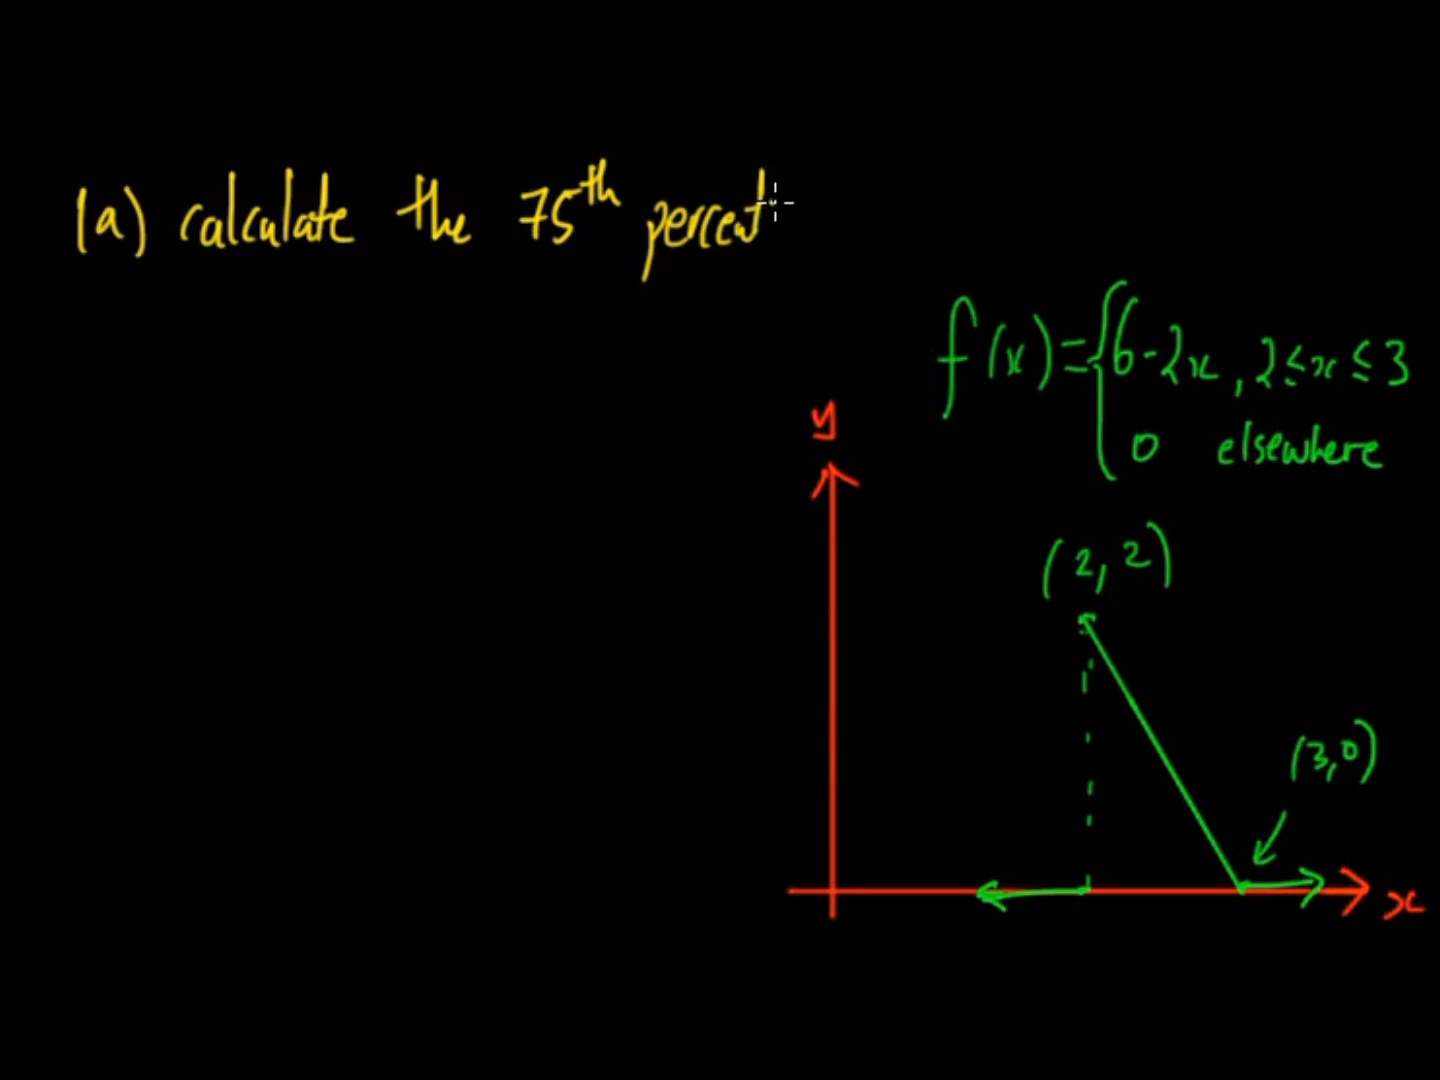 (a) calculate the 75th percent
f(x)={6-2x, 2≤x≤3
0 elsewhere
y
(2, 2)
(3,0)
x